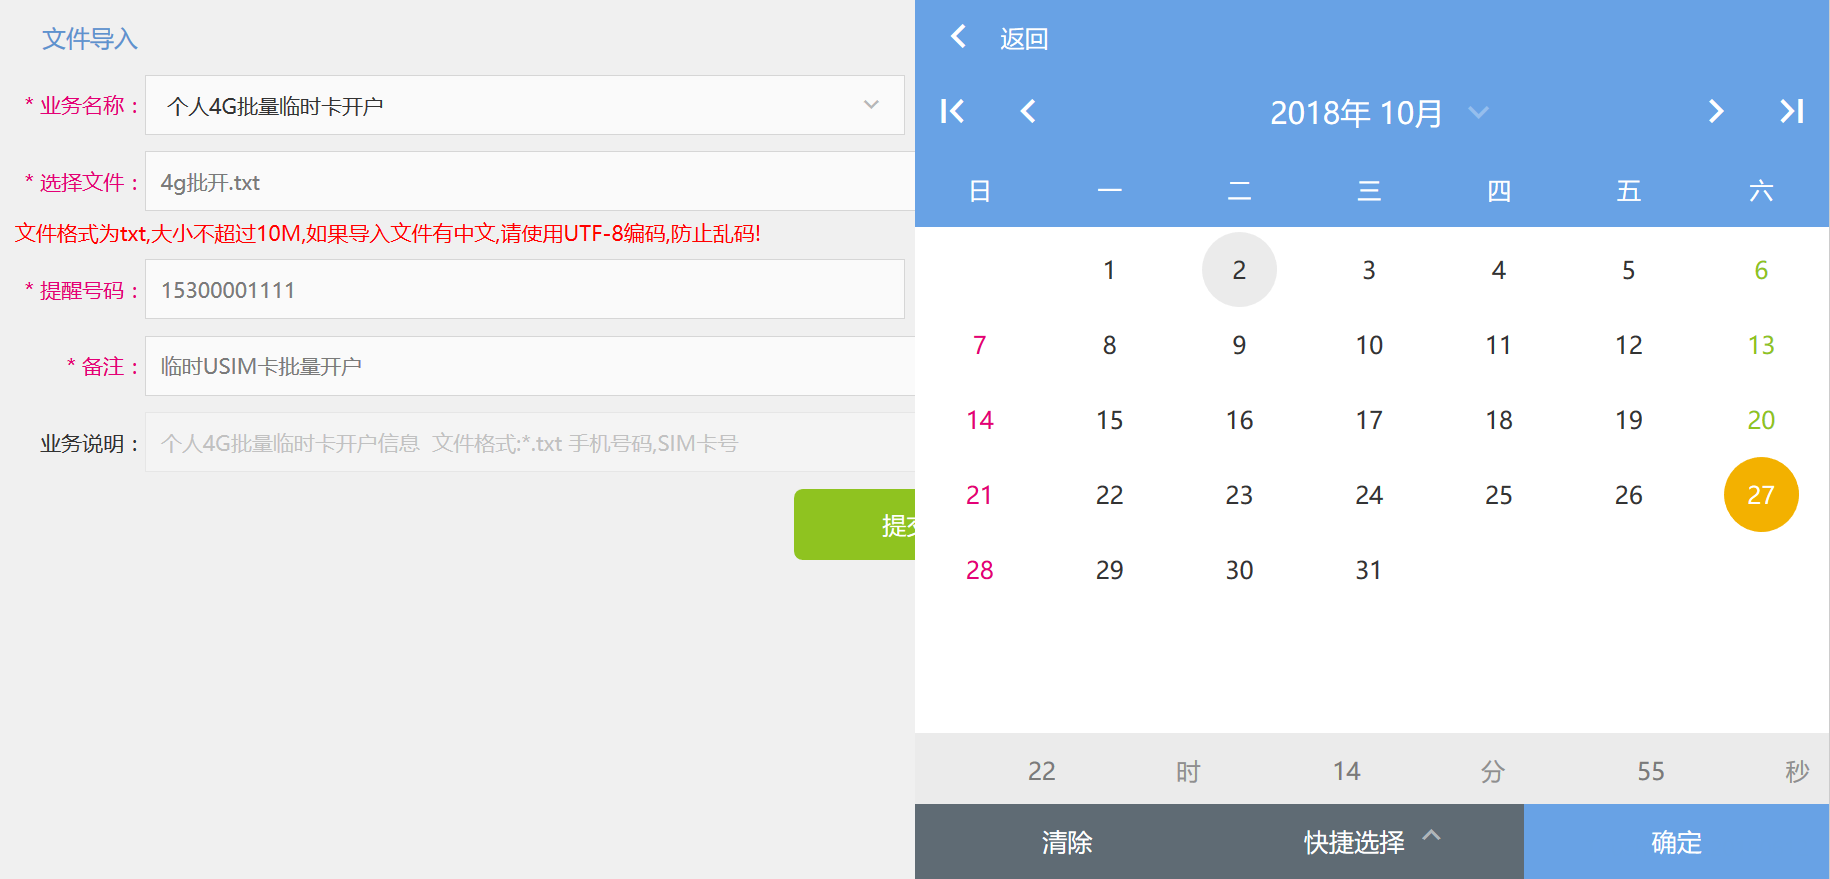 文件导入
* 业务名称 : 个人4G批量临时卡开户
* 选择文件 : 4g批开.txt
文件格式为txt,大小不超过10M,如果导入文件有中文,请使用UTF-8编码,防止乱码!
* 提醒号码 : 15300001111
* 备注 : 临时USIM卡批量开户
业务说明 : 个人4G批量临时卡开户信息 文件格式:*.txt 手机号码,SIM卡号
提交
返回
2018年 10月
日 一 二 三 四 五 六
1 2 3 4 5 6
7 8 9 10 11 12 13
14 15 16 17 18 19 20
21 22 23 24 25 26 27
28 29 30 31
22 时 14 分 55 秒
清除 快捷选择 确定